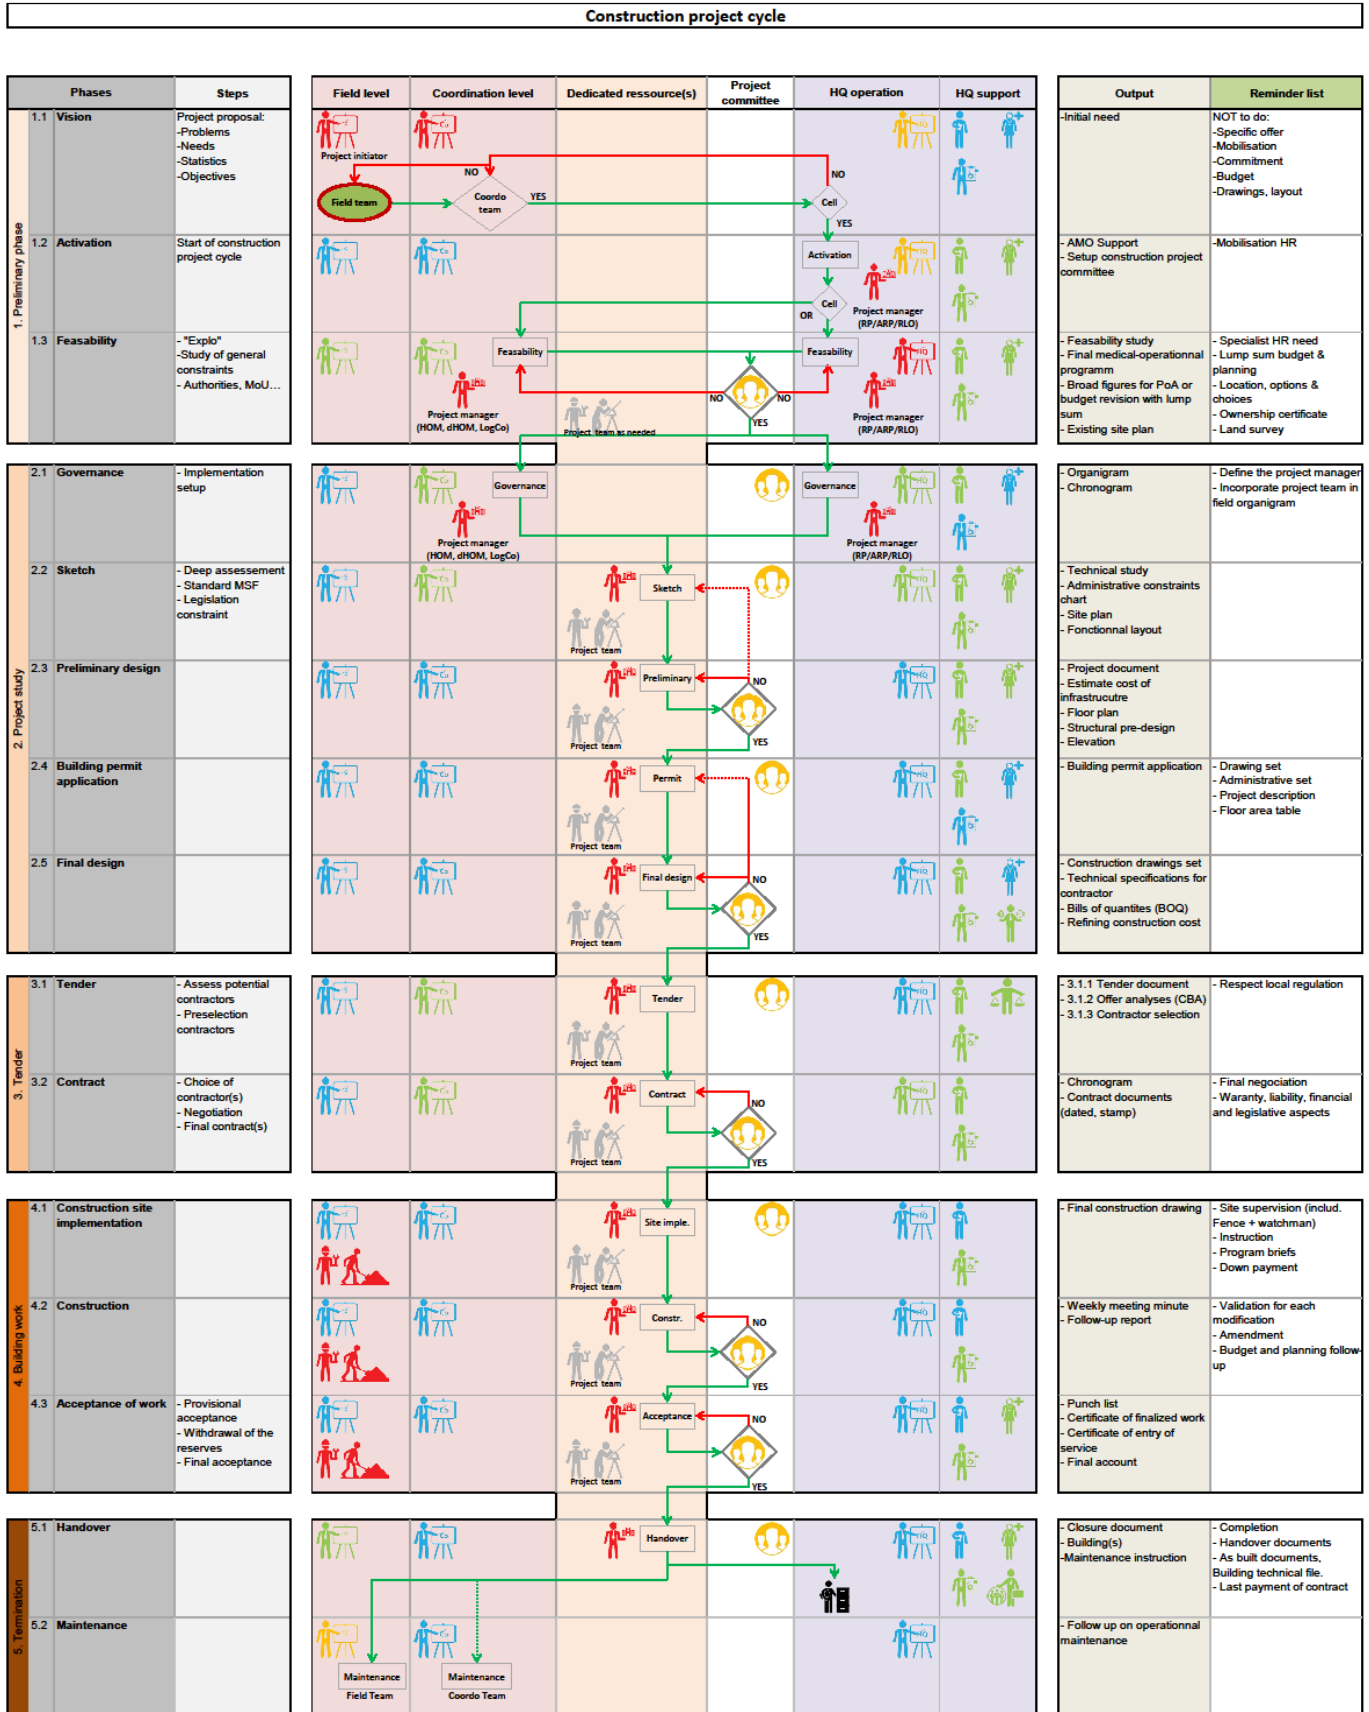 Construction project cycle
Phases
Steps
Field level
Coordination level
Dedicated ressource(s)
Project
committee
HQ operation
HQ support
Output
Reminder list
1. Preliminary phase
1.1 Vision
Project proposal:
-Problems
-Needs
-Statistics
-Objectives
Project initiator
NO
Field team
Coordo
team
YES
NO
Cell
YES
-Initial need
NOT to do:
-Specific offer
-Mobilisation
-Commitment
-Budget
-Drawings, layout
1.2 Activation
Start of construction
project cycle
Activation
Cell
OR
Project manager
(RP/ARP/RLO)
- AMO Support
- Setup construction project
committee
-Mobilisation HR
1.3 Feasability
- "Explo"
-Study of general
constraints
- Authorities, MoU...
Feasability
Project manager
(HOM, dHOM, LogCo)
Project team as needed
NO
NO
YES
Feasability
Project manager
(RP/ARP/RLO)
- Feasability study
- Final medical-operationnal
programm
- Broad figures for PoA or
budget revision with lump
sum
- Existing site plan
- Specialist HR need
- Lump sum budget &
planning
- Location, options &
choices
- Ownership certificate
- Land survey
2. Project study
2.1 Governance
- Implementation
setup
Governance
Project manager
(HOM, dHOM, LogCo)
Governance
Project manager
(RP/ARP/RLO)
- Organigram
- Chronogram
- Define the project manager
- Incorporate project team in
field organigram
2.2 Sketch
- Deep assessement
- Standard MSF
- Legislation
constraint
Sketch
Project team
- Technical study
- Administrative constraints
chart
- Site plan
- Fonctionnal layout
2.3 Preliminary design
Preliminary
NO
Project team
YES
- Project document
- Estimate cost of
infrastrucutre
- Floor plan
- Structural pre-design
- Elevation
2.4 Building permit
application
Permit
Project team
- Building permit application
- Drawing set
- Administrative set
- Project description
- Floor area table
2.5 Final design
Final design
NO
Project team
YES
- Construction drawings set
- Technical specifications for
contractor
- Bills of quantites (BOQ)
- Refining construction cost
3. Tender
3.1 Tender
- Assess potential
contractors
- Preselection
contractors
Tender
Project team
- 3.1.1 Tender document
- 3.1.2 Offer analyses (CBA)
- 3.1.3 Contractor selection
- Respect local regulation
3.2 Contract
- Choice of
contractor(s)
- Negotiation
- Final contract(s)
Contract
NO
Project team
YES
- Chronogram
- Contract documents
(dated, stamp)
- Final negociation
- Waranty, liability, financial
and legislative aspects
4. Building work
4.1 Construction site
implementation
Site imple.
Project team
- Final construction drawing
- Site supervision (includ.
Fence + watchman)
- Instruction
- Program briefs
- Down payment
4.2 Construction
Constr.
NO
Project team
YES
- Weekly meeting minute
- Follow-up report
- Validation for each
modification
- Amendment
- Budget and planning follow-
up
4.3 Acceptance of work
- Provisional
acceptance
- Withdrawal of the
reserves
- Final acceptance
Acceptance
NO
Project team
YES
- Punch list
- Certificate of finalized work
- Certificate of entry of
service
- Final account
5. Termination
5.1 Handover
Handover
- Closure document
- Building(s)
-Maintenance instruction
- Completion
- Handover documents
- As built documents,
Building technical file.
- Last payment of contract
5.2 Maintenance
Maintenance
Field Team
Maintenance
Coordo Team
- Follow up on operationnal
maintenance